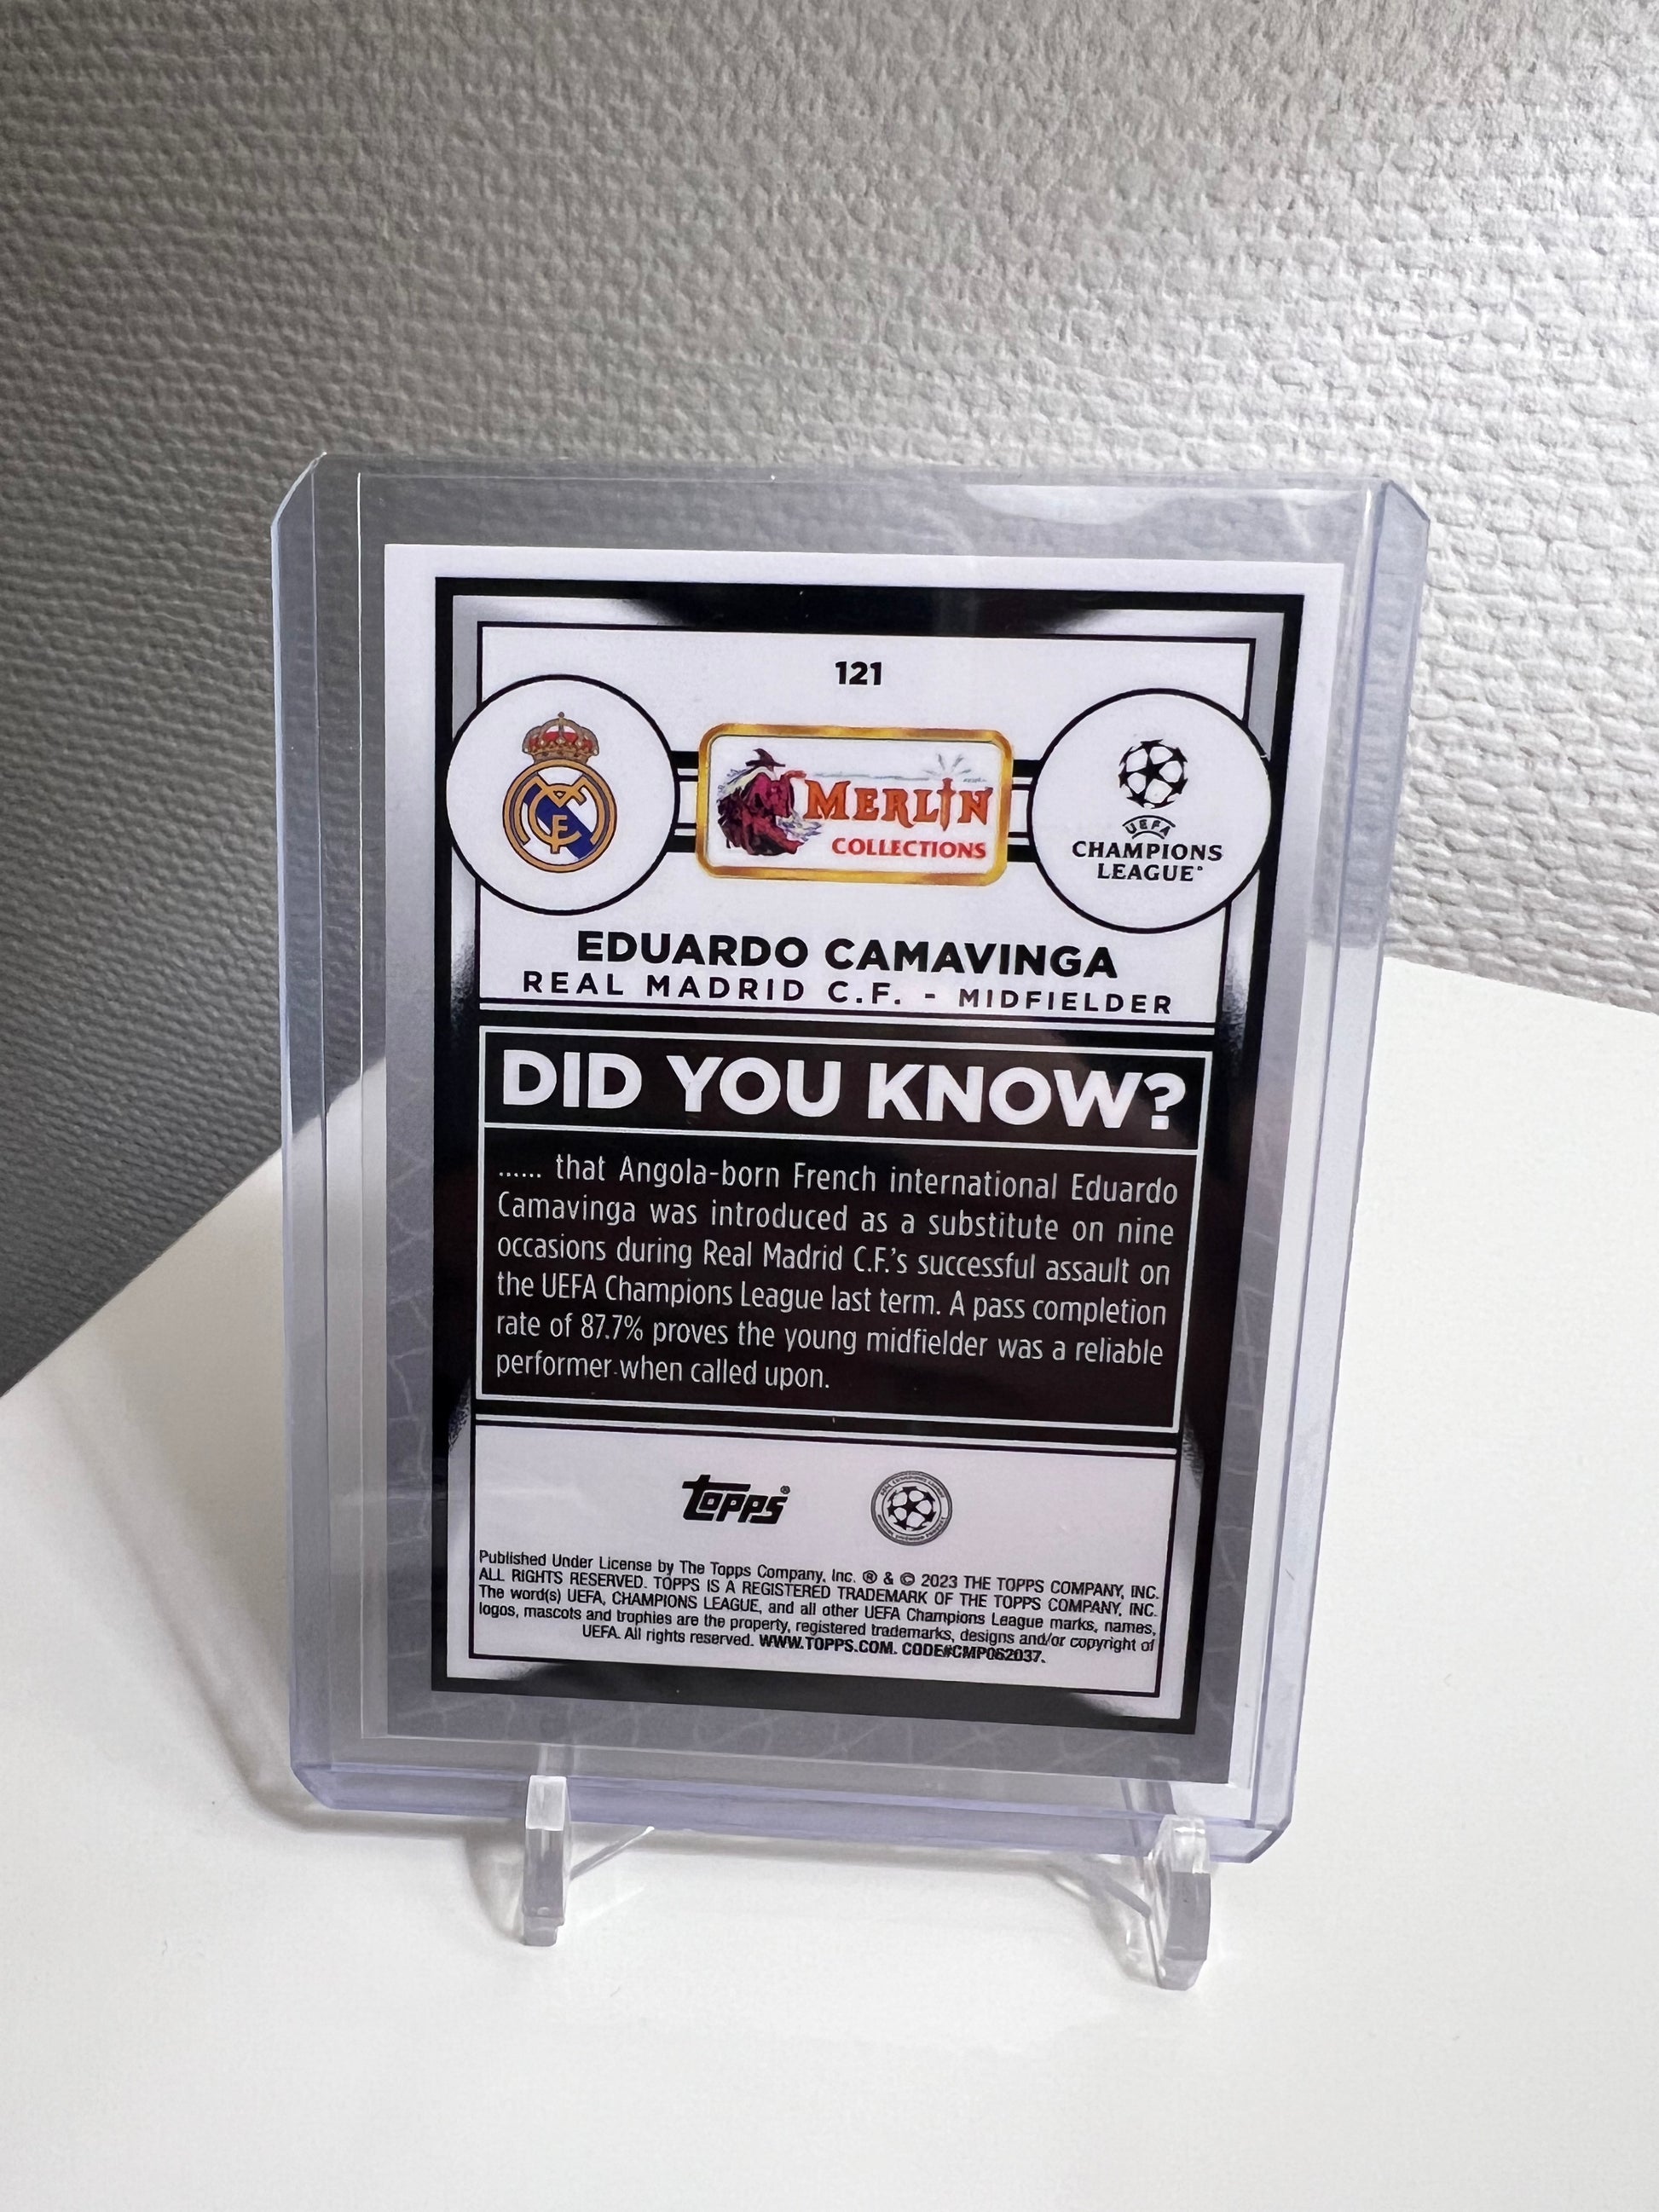 121
MERLIN
COLLECTIONS
UEFA
CHAMPIONS
LEAGUE®
EDUARDO CAMAVINGA
REAL MADRID C.F. - MIDFIELDER
DID YOU KNOW?
...... that Angola-born French international Eduardo
Camavinga was introduced as a substitute on nine
occasions during Real Madrid C.F.'s successful assault on
the UEFA Champions League last term. A pass completion
rate of 87.7% proves the young midfielder was a reliable
performer when called upon.
topps®
Published Under License by The Topps Company, Inc. ® & © 2023 THE TOPPS COMPANY, INC.
ALL RIGHTS RESERVED. TOPPS IS A REGISTERED TRADEMARK OF THE TOPPS COMPANY, INC.
The word(s) UEFA, CHAMPIONS LEAGUE, and all other UEFA Champions League marks, names,
logos, mascots and trophies are the property, registered trademarks, designs and/or copyright of
UEFA. All rights reserved. WWW.TOPPS.COM. CODE#CMP062037.